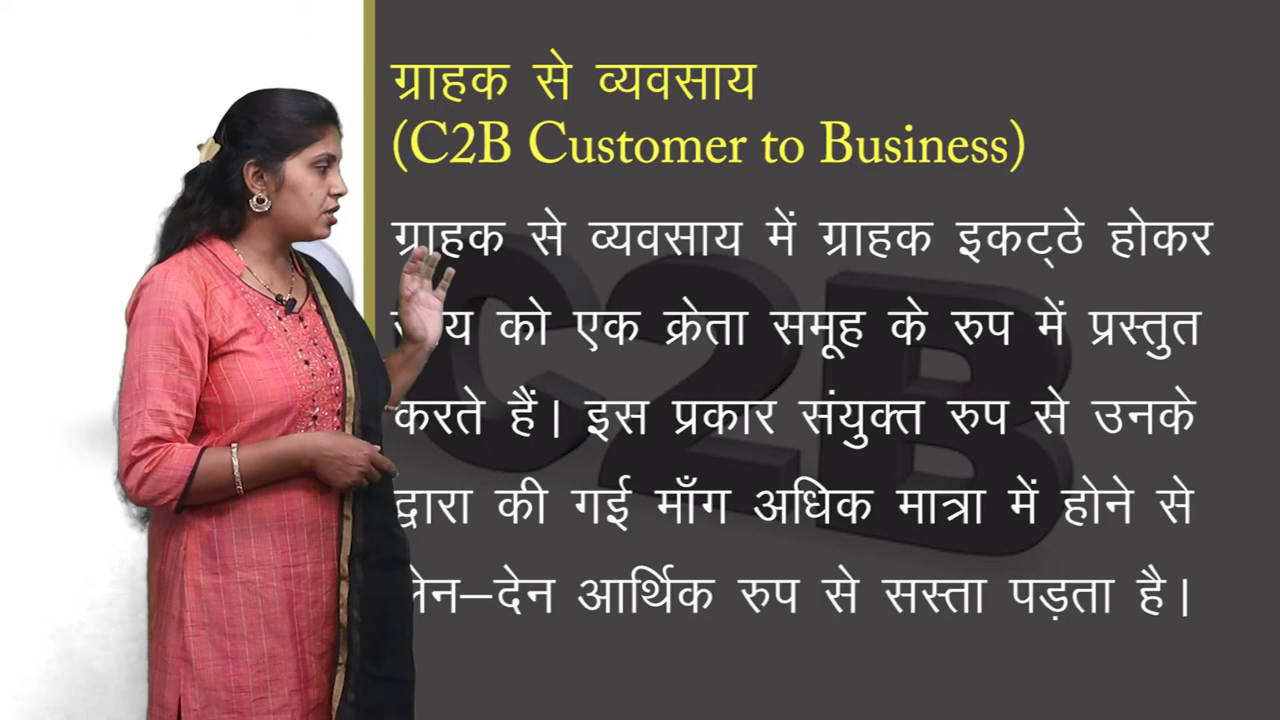 ग्राहक से व्यवसाय
(C2B Customer to Business)
ग्राहक से व्यवसाय में ग्राहक इकट्ठे होकर
को एक क्रेता समूह के रुप में प्रस्तुत
करते हैं। इस प्रकार संयुक्त रुप से उनके
द्वारा की गई माँग अधिक मात्रा में होने से
लेन–देन आर्थिक रुप से सस्ता पड़ता है।
C2B